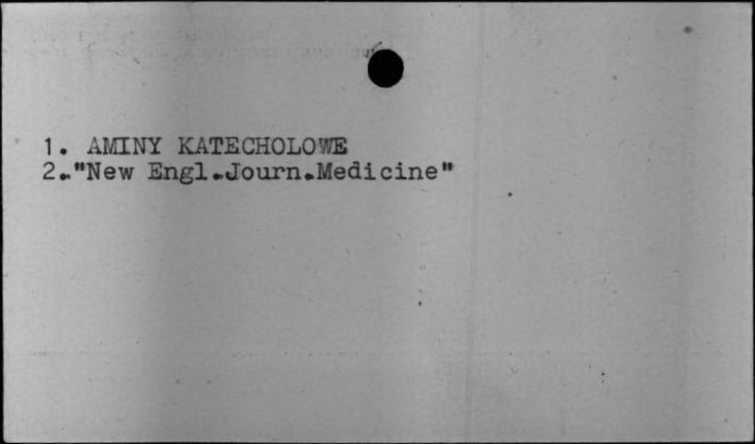 1. AMINY KATECHOLOWE
2."New Engl.Journ.Medicine"